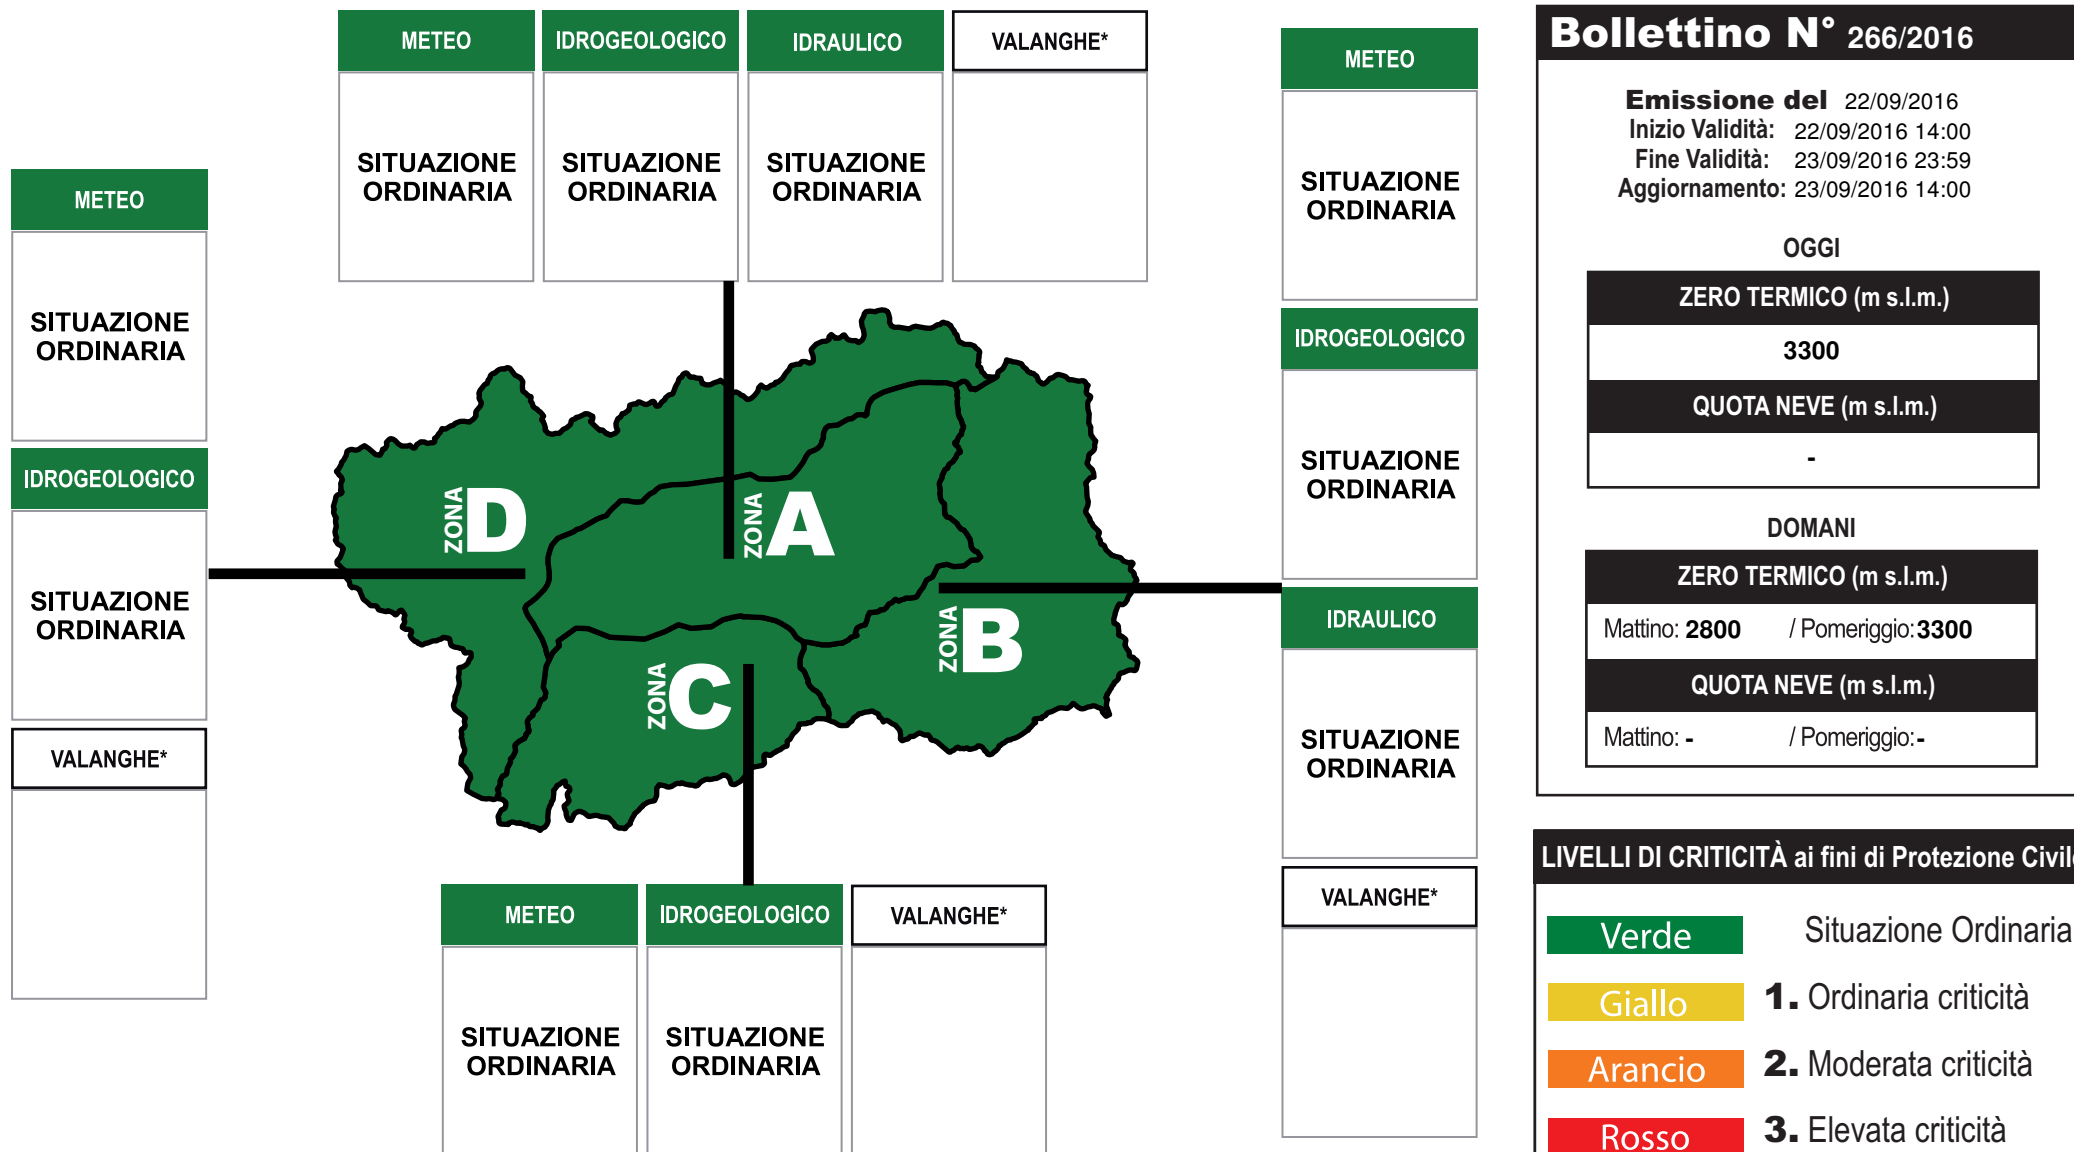 METEO
IDROGEOLOGICO
IDRAULICO
VALANGHE*
SITUAZIONE
ORDINARIA
SITUAZIONE
ORDINARIA
SITUAZIONE
ORDINARIA
METEO
SITUAZIONE
ORDINARIA
IDROGEOLOGICO
SITUAZIONE
ORDINARIA
VALANGHE*
ZONA D
ZONA A
ZONA B
ZONA C
METEO
SITUAZIONE
ORDINARIA
IDROGEOLOGICO
SITUAZIONE
ORDINARIA
IDRAULICO
SITUAZIONE
ORDINARIA
VALANGHE*
METEO
IDROGEOLOGICO
VALANGHE*
SITUAZIONE
ORDINARIA
SITUAZIONE
ORDINARIA
Bollettino N° 266/2016
Emissione del 22/09/2016
Inizio Validità: 22/09/2016 14:00
Fine Validità: 23/09/2016 23:59
Aggiornamento: 23/09/2016 14:00
OGGI
ZERO TERMICO (m s.l.m.)
3300
QUOTA NEVE (m s.l.m.)
-
DOMANI
ZERO TERMICO (m s.l.m.)
Mattino: 2800 / Pomeriggio: 3300
QUOTA NEVE (m s.l.m.)
Mattino: - / Pomeriggio: -
LIVELLI DI CRITICITÀ ai fini di Protezione Civile
Verde Situazione Ordinaria
Giallo 1. Ordinaria criticità
Arancio 2. Moderata criticità
Rosso 3. Elevata criticità